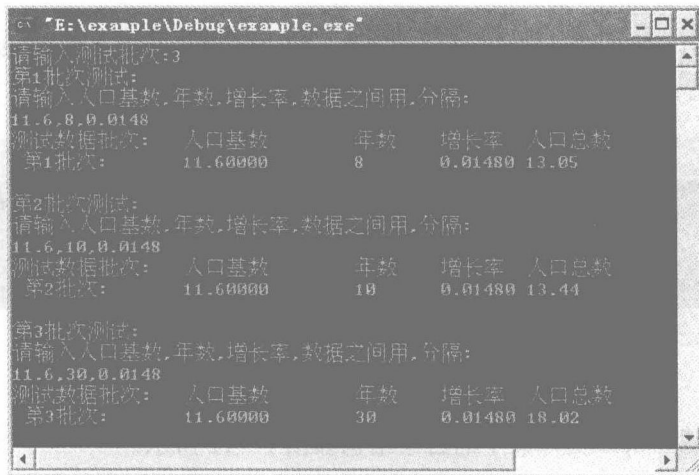 "E:\example\Debug\example.exe"
请输入测试批次:3
第1批次测试:
请输入人口基数,年数,增长率,数据之间用,分隔:
11.6,8,0.0148
测试数据批次: 人口基数 年数 增长率 人口总数
第1批次: 11.60000 8 0.01480 13.05
第2批次测试:
请输入人口基数,年数,增长率,数据之间用,分隔:
11.6,10,0.0148
测试数据批次: 人口基数 年数 增长率 人口总数
第2批次: 11.60000 10 0.01480 13.44
第3批次测试:
请输入人口基数,年数,增长率,数据之间用,分隔:
11.6,30,0.0148
测试数据批次: 人口基数 年数 增长率 人口总数
第3批次: 11.60000 30 0.01480 18.02